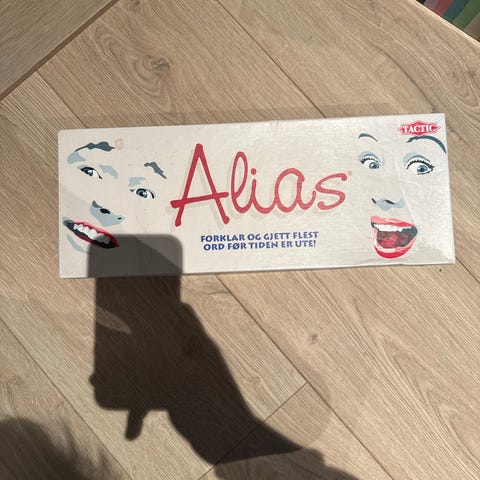 TACTIC
Alias®
FORKLAR OG GJETT FLEST
ORD FØR TIDEN ER UTE!